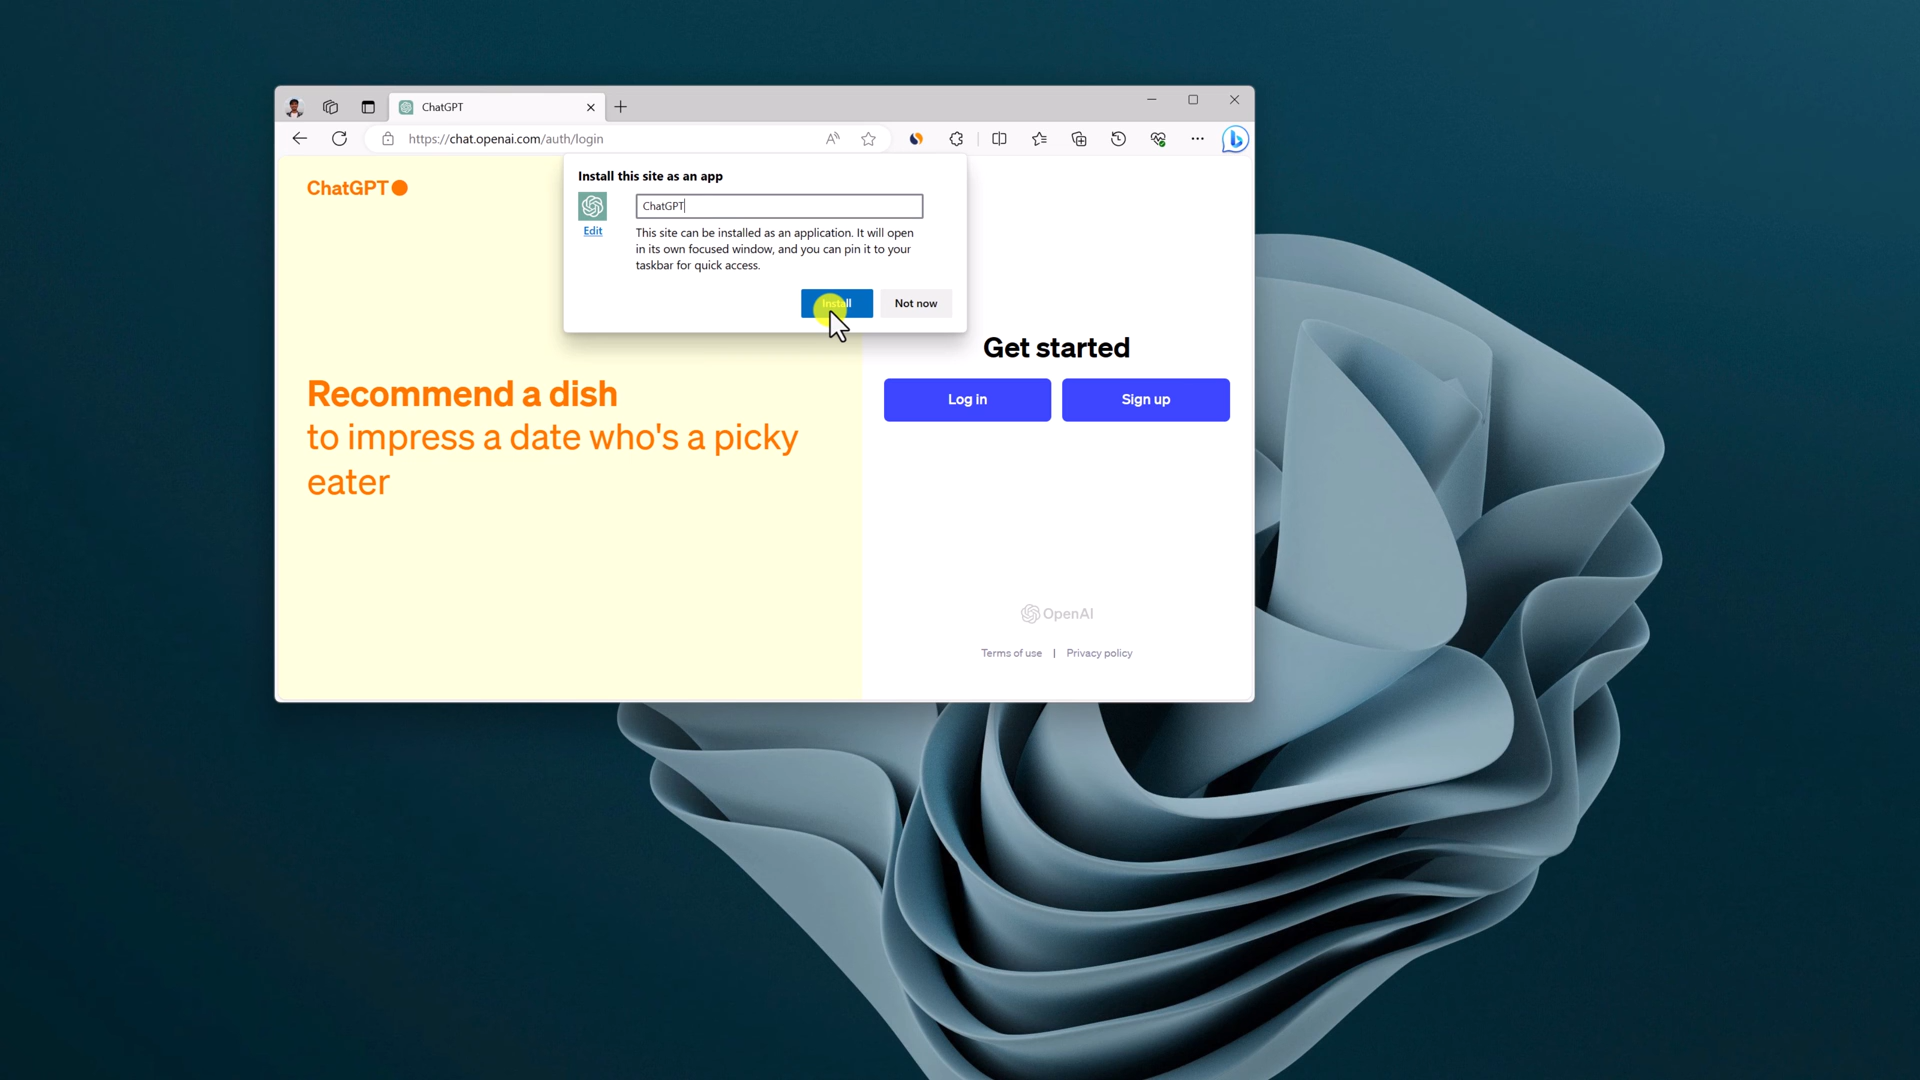 ChatGPT
https://chat.openai.com/auth/login
ChatGPT
Install this site as an app
ChatGPT
Edit
This site can be installed as an application. It will open
in its own focused window, and you can pin it to your
taskbar for quick access.
Install
Not now
Recommend a dish
to impress a date who's a picky
eater
Get started
Log in
Sign up
OpenAI
Terms of use | Privacy policy